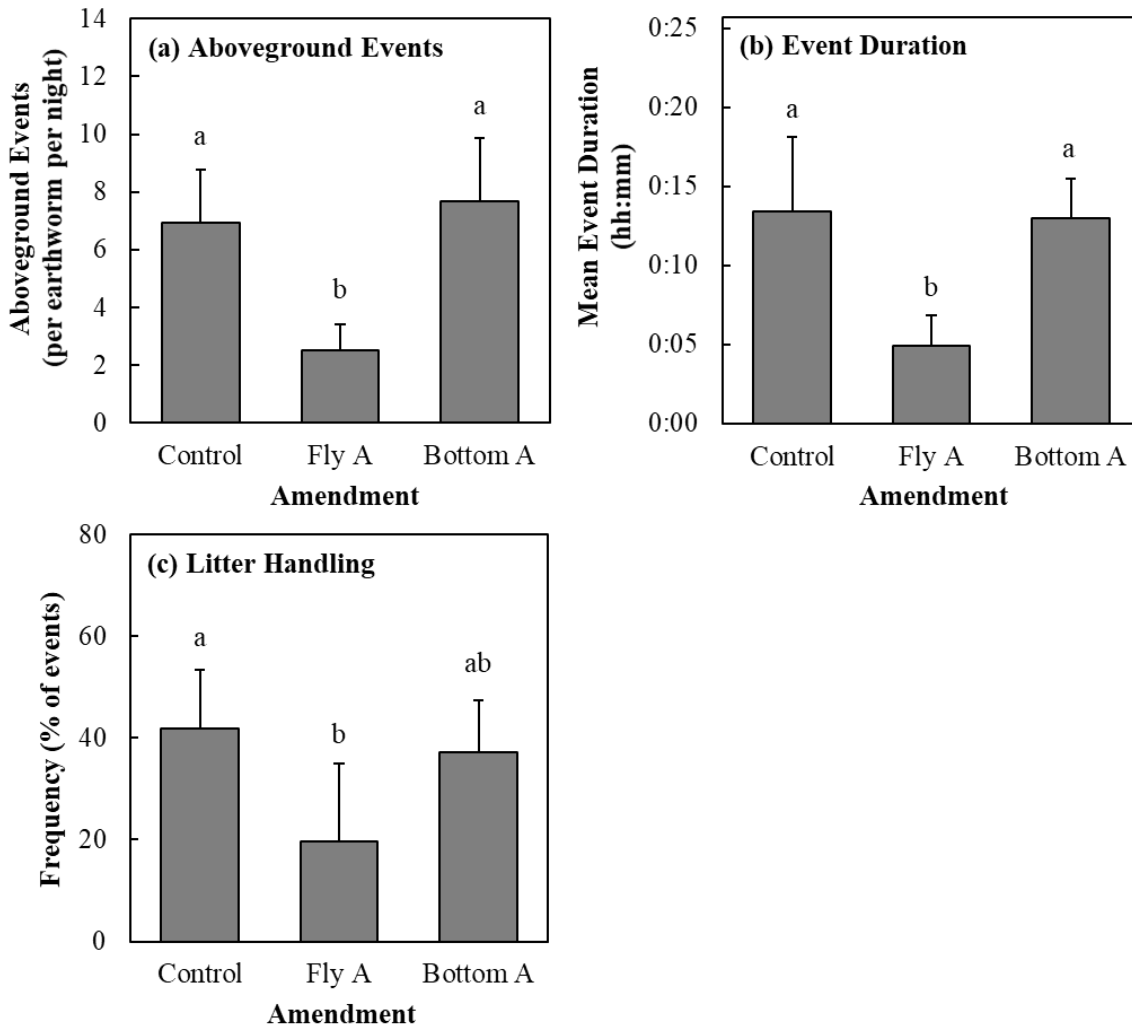 (a) Aboveground Events
Aboveground Events
(per earthworm per night)
14
12
10
8
6
4
2
0
a
b
a
Control Fly A Bottom A
Amendment
(b) Event Duration
Mean Event Duration
(hh:mm)
0:25
0:20
0:15
0:10
0:05
0:00
a
b
a
Control Fly A Bottom A
Amendment
(c) Litter Handling
Frequency (% of events)
80
60
40
20
0
a
b
ab
Control Fly A Bottom A
Amendment